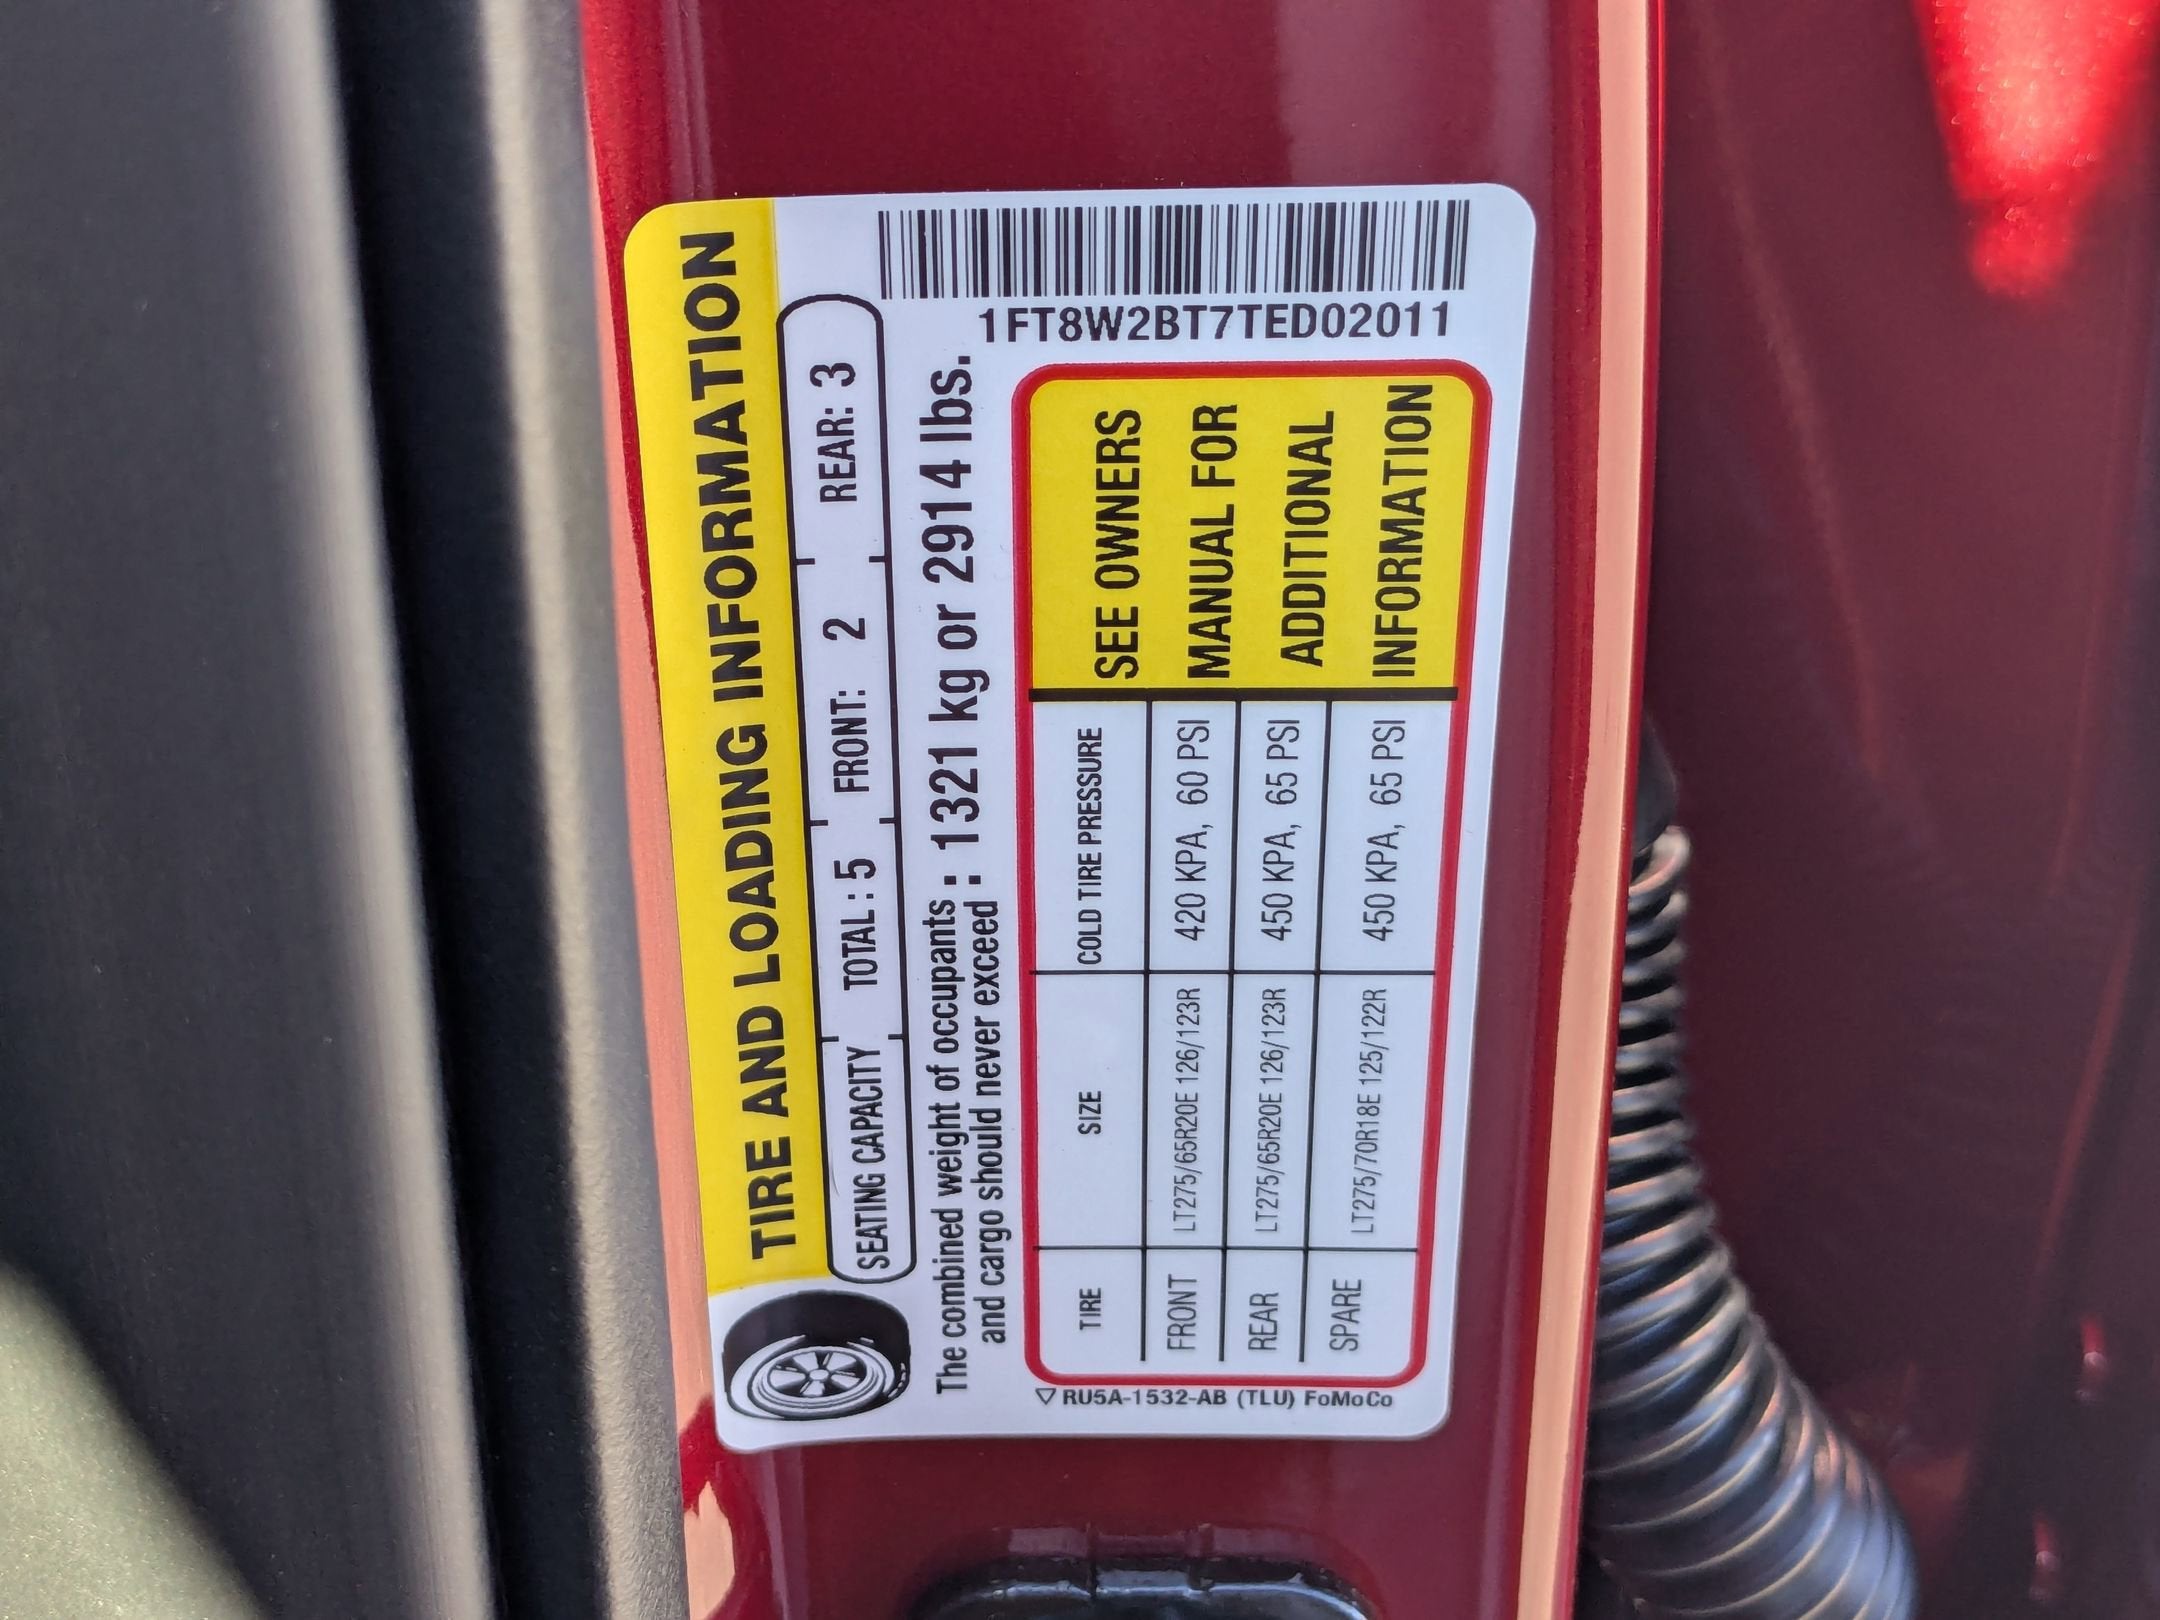 TIRE AND LOADING INFORMATION
SEATING CAPACITY TOTAL : 5 FRONT: 2 REAR: 3
The combined weight of occupants : 1321 kg or 2914 lbs.
and cargo should never exceed :
TIRE SIZE COLD TIRE PRESSURE
FRONT LT275/65R20E 126/123R 420 KPA, 60 PSI
REAR LT275/65R20E 126/123R 450 KPA, 65 PSI
SPARE LT275/70R18E 125/122R 450 KPA, 65 PSI
SEE OWNERS
MANUAL FOR
ADDITIONAL
INFORMATION
1FT8W2BT7TED02011
RU5A-1532-AB (TLU) FoMoCo